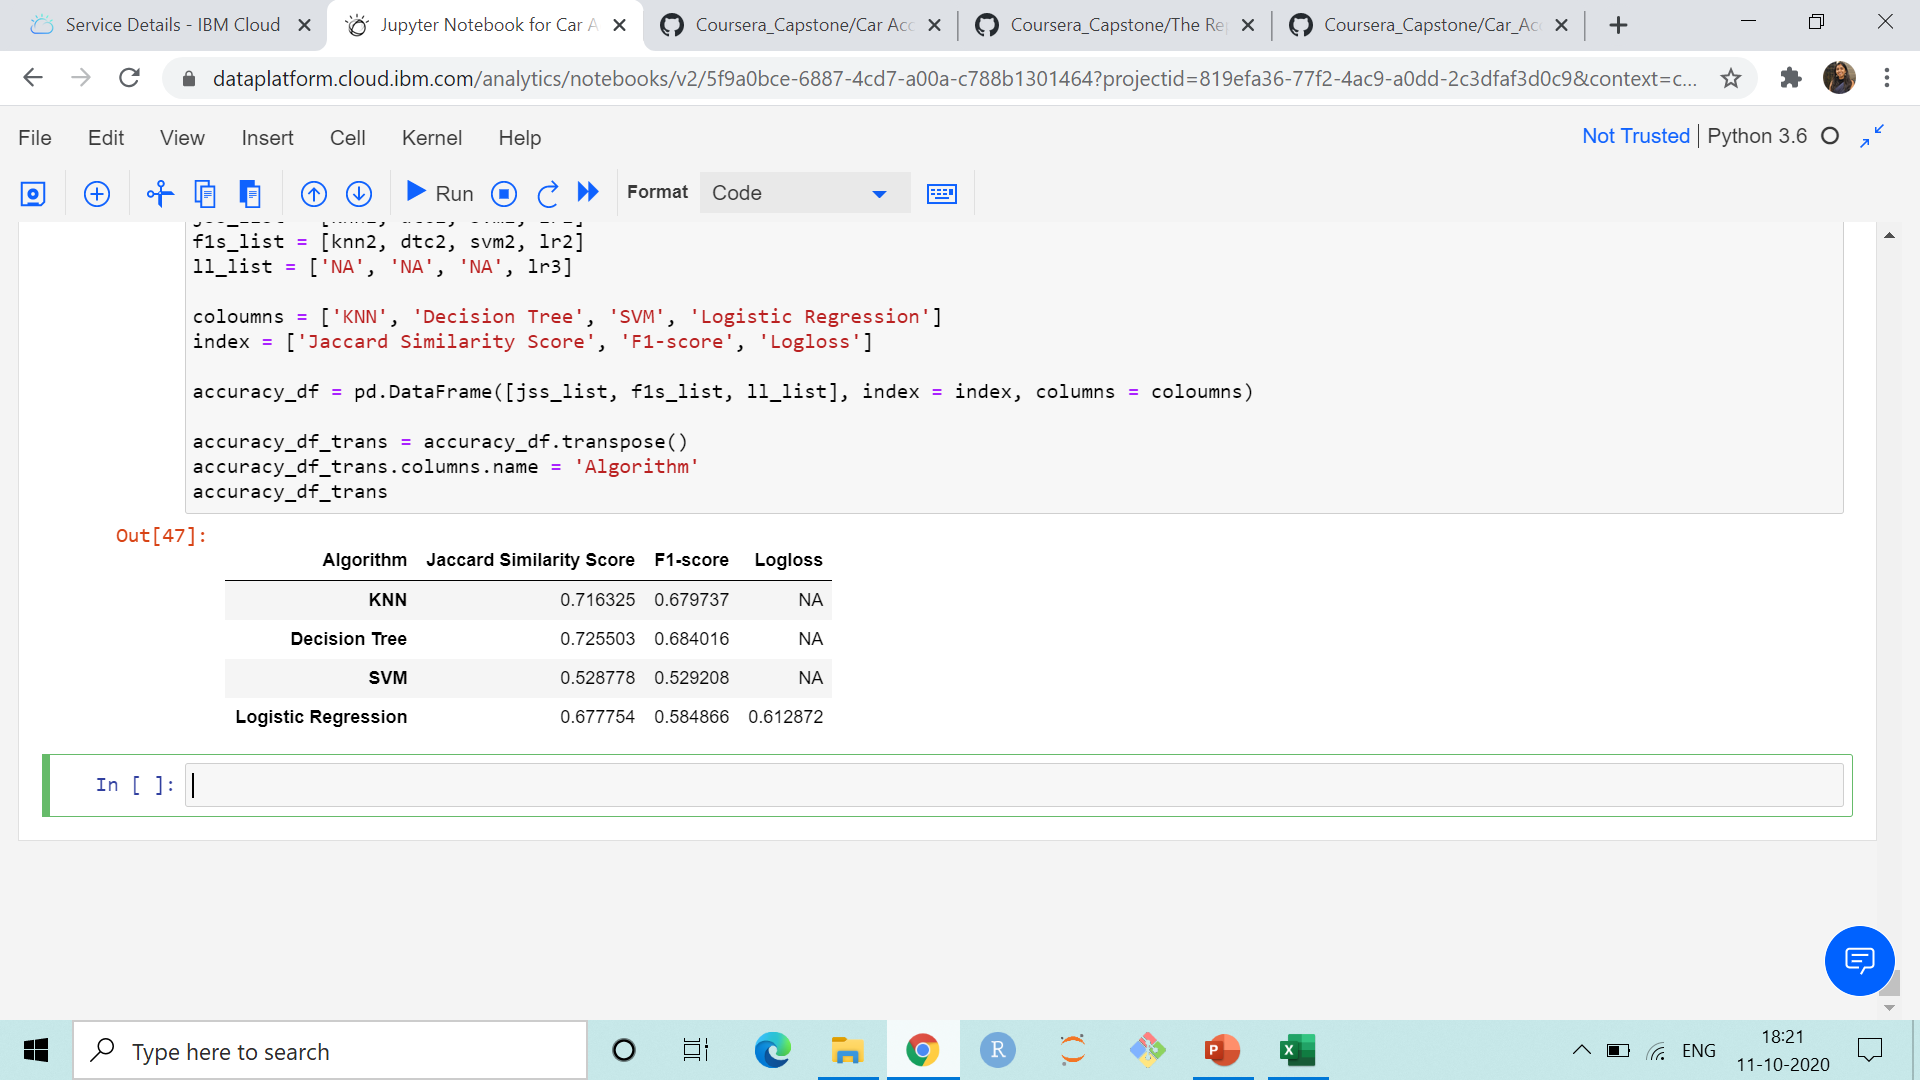 Service Details - IBM Cloud
Jupyter Notebook for Car A
Coursera_Capstone/Car Acc
Coursera_Capstone/The Re
Coursera_Capstone/Car_Ac
dataplatform.cloud.ibm.com/analytics/notebooks/v2/5f9a0bce-6887-4cd7-a00a-c788b1301464?projectid=819efa36-77f2-4ac9-a0dd-2c3dfaf3d0c9&context=c...
File Edit View Insert Cell Kernel Help
Not Trusted Python 3.6
Run Format Code
f1s_list = [knn2, dtc2, svm2, lr2]
ll_list = ['NA', 'NA', 'NA', lr3]
coloumns = ['KNN', 'Decision Tree', 'SVM', 'Logistic Regression']
index = ['Jaccard Similarity Score', 'F1-score', 'Logloss']
accuracy_df = pd.DataFrame([jss_list, f1s_list, ll_list], index = index, columns = coloumns)
accuracy_df_trans = accuracy_df.transpose()
accuracy_df_trans.columns.name = 'Algorithm'
accuracy_df_trans
Out[47]:
Algorithm Jaccard Similarity Score F1-score Logloss
KNN 0.716325 0.679737 NA
Decision Tree 0.725503 0.684016 NA
SVM 0.528778 0.529208 NA
Logistic Regression 0.677754 0.584866 0.612872
In [ ]:
Type here to search
R
P
X
ENG
18:21
11-10-2020